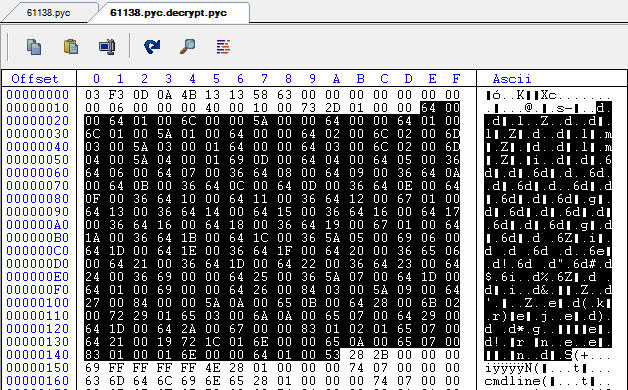 61138.pyc 61138.pyc.decrypt.pyc
Offset 0 1 2 3 4 5 6 7 8 9 A B C D E F Ascii
00000000 03 F3 0D 0A 4B 13 13 58 63 00 00 00 00 00 00 00
00000010 00 06 00 00 00 40 00 10 00 73 2D 01 00 00 64 00
00000020 00 64 01 00 6C 00 00 5A 00 00 64 00 00 64 01 00
00000030 6C 01 00 5A 01 00 64 00 00 64 02 00 6C 02 00 6D
00000040 03 00 5A 03 00 01 64 00 00 64 03 00 6C 02 00 6D
00000050 04 00 5A 04 00 01 69 0D 00 64 04 00 64 05 00 36
00000060 64 06 00 64 07 00 36 64 08 00 64 09 00 36 64 0A
00000070 00 64 0B 00 36 64 0C 00 64 0D 00 36 64 0E 00 64
00000080 0F 00 36 64 10 00 64 11 00 36 64 12 00 67 01 00
00000090 64 13 00 36 64 14 00 64 15 00 36 64 16 00 64 17
000000A0 00 36 64 16 00 64 18 00 36 64 19 00 67 01 00 64
000000B0 1A 00 36 64 1B 00 64 1C 00 36 5A 05 00 69 06 00
000000C0 64 1D 00 64 1E 00 36 64 1F 00 64 20 00 36 65 06
000000D0 00 64 21 00 36 64 1D 00 64 22 00 36 64 23 00 64
000000E0 24 00 36 69 00 00 64 25 00 36 5A 07 00 64 1D 00
000000F0 64 01 00 69 00 00 64 26 00 84 03 00 5A 09 00 64
00000100 27 00 84 00 00 5A 0A 00 65 0B 00 64 28 00 6B 02
00000110 00 72 29 01 65 03 00 6A 0A 00 65 07 00 64
00000120 64 1D 00 64 2A 00 67 00 00 83 01 02 01 65 07 00
00000130 64 21 00 19 72 1C 01 6E 00 00 65 0A 00 65 07 00
00000140 83 01 00 01 6E 00 00 64 01 00 53 28 2B 00 00 00
00000150 69 FF FF FF FF 4E 28 01 00 00 00 74 07 00 00 00
00000160 63 6D 64 6C 69 6E 65 28 01 00 00 00 74 07 00 00